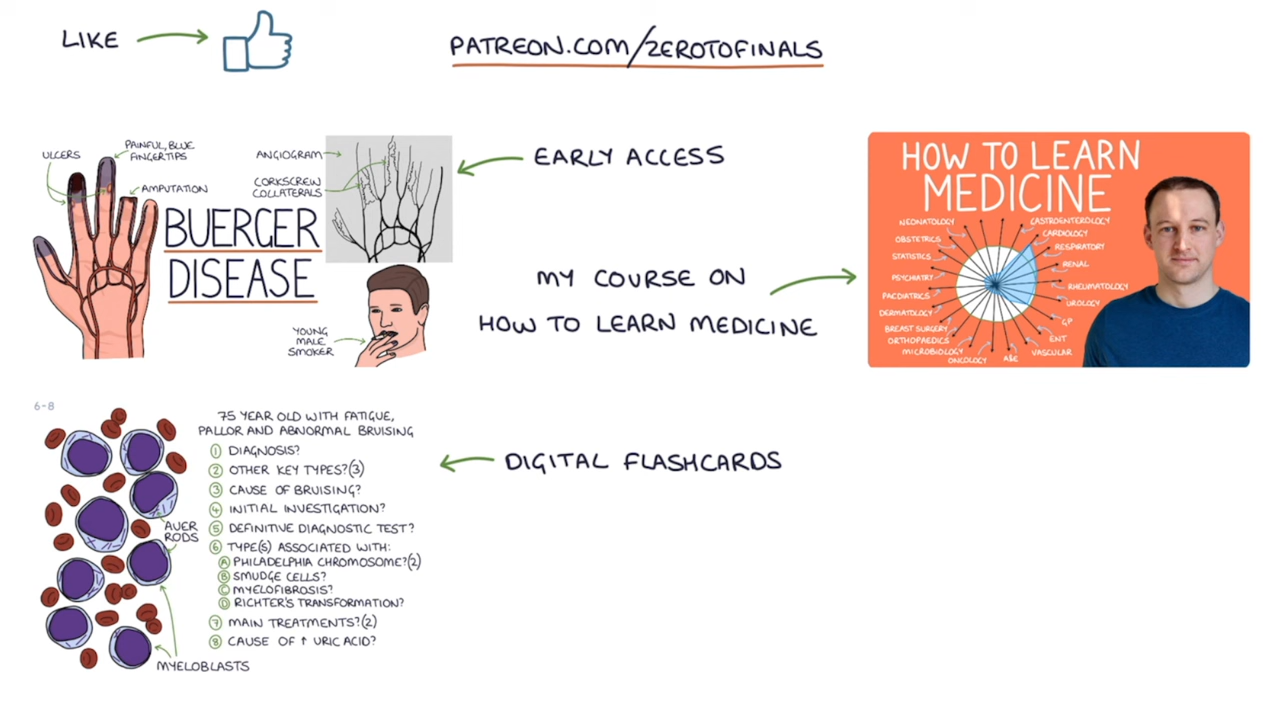 LIKE
PATREON.COM/ZEROTOFINALS
ULCERS
PAINFUL, BLUE
FINGERTIPS
AMPUTATION
BUERGER
DISEASE
ANGIOGRAM
CORKSCREW
COLLATERALS
YOUNG
MALE
SMOKER
EARLY ACCESS
MY COURSE ON
HOW TO LEARN MEDICINE
HOW TO LEARN
MEDICINE
NEONATOLOGY
OBSTETRICS
STATISTICS
PSYCHIATRY
PAEDIATRICS
DERMATOLOGY
BREAST SURGERY
ORTHOPAEDICS
MICROBIOLOGY
ONCOLOGY
A&E
VASCULAR
ENT
GP
UROLOGY
RHEUMATOLOGY
RENAL
RESPIRATORY
CARDIOLOGY
GASTROENTEROLOGY
6-8
75 YEAR OLD WITH FATIGUE,
PALLOR AND ABNORMAL BRUISING
1 DIAGNOSIS?
2 OTHER KEY TYPES? (3)
3 CAUSE OF BRUISING?
4 INITIAL INVESTIGATION?
5 DEFINITIVE DIAGNOSTIC TEST?
6 TYPE(S) ASSOCIATED WITH:
A PHILADELPHIA CHROMOSOME? (2)
B SMUDGE CELLS?
C MYELOFIBROSIS?
D RICHTER'S TRANSFORMATION?
7 MAIN TREATMENTS? (2)
8 CAUSE OF ↑ URIC ACID?
AUER
RODS
MYELOBLASTS
DIGITAL FLASHCARDS